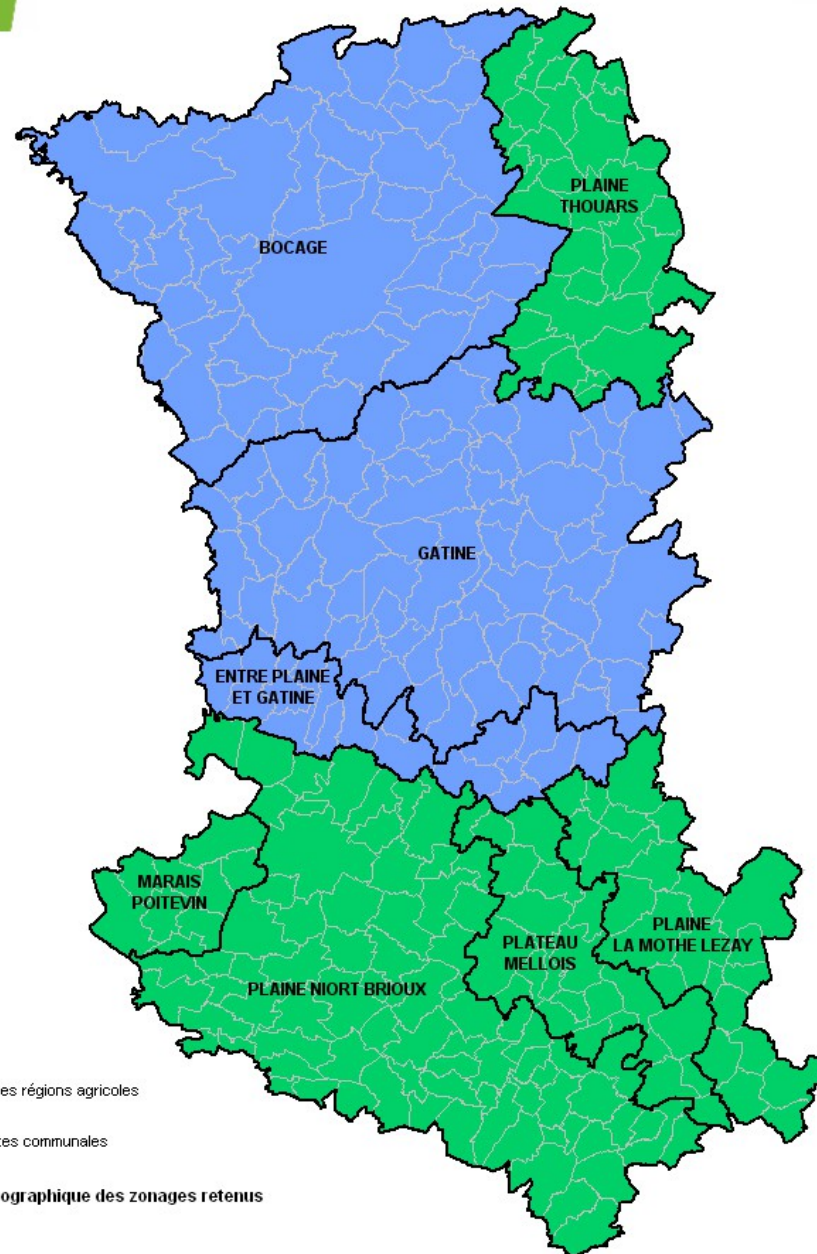 PLAINE
THOUARS
BOCAGE
GATINE
ENTRE PLAINE
ET GATINE
MARAIS
POITEVIN
PLAINE
LA MOTHE LEZAY
PLATEAU
MELLOIS
PLAINE NIORT BRIOUX
es régions agricoles
es communales
ographique des zonages retenus